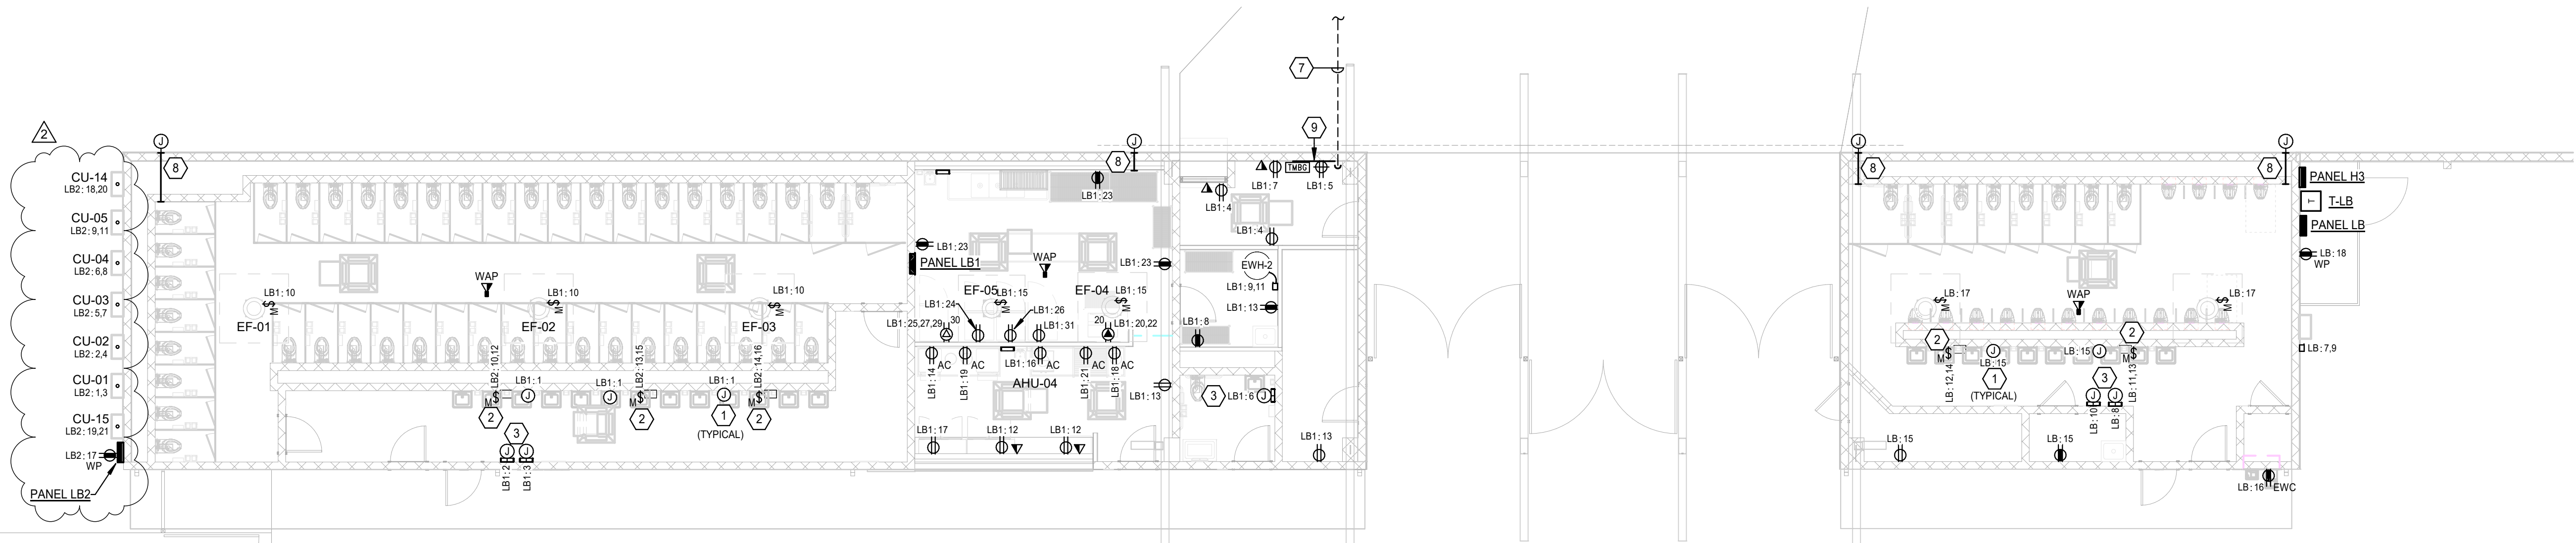 2
CU-14
LB2: 18,20
CU-05
LB2: 9,11
CU-04
LB2: 6,8
CU-03
LB2: 5,7
CU-02
LB2: 2,4
CU-01
LB2: 1,3
CU-15
LB2: 19,21
LB2: 17
WP
PANEL LB2
J
8
WAP
LB1: 10
M$
EF-01
LB1: 10
M$
EF-02
LB1: 10
M$
EF-03
LB2: 10,12
M$
2
LB1: 1
J
LB1: 1
J
LB2: 13,15
M$
2
LB1: 1
J
1
(TYPICAL)
LB2: 14,16
M$
2
3
J
J
LB1: 2
LB1: 3
J
8
LB1: 23
LB1: 23
PANEL LB1
WAP
LB1: 23
EF-05
LB1: 15
M$
EF-04
LB1: 15
M$
LB1: 24
LB1: 26
LB1: 25,27,29
30
LB1: 31
20
LB1: 20,22
LB1: 14
AC
LB1: 19
AC
LB1: 16
AC
LB1: 21
AC
LB1: 18
AC
AHU-04
LB1: 13
LB1: 17
LB1: 12
LB1: 12
7
9
TMBG
LB1: 7
LB1: 5
LB1: 4
LB1: 4
EWH-2
LB1: 9,11
LB1: 13
LB1: 8
3
LB1: 6
J
LB1: 13
J
8
J
8
PANEL H3
T
T-LB
PANEL LB
LB: 18
WP
LB: 7,9
LB: 17
M$
WAP
LB: 17
M$
2
M$
LB: 12,14
J
LB: 15
1
(TYPICAL)
LB: 15
J
2
M$
LB: 11,13
3
J
J
LB: 10
LB: 8
LB: 15
LB: 15
LB: 16
EWC